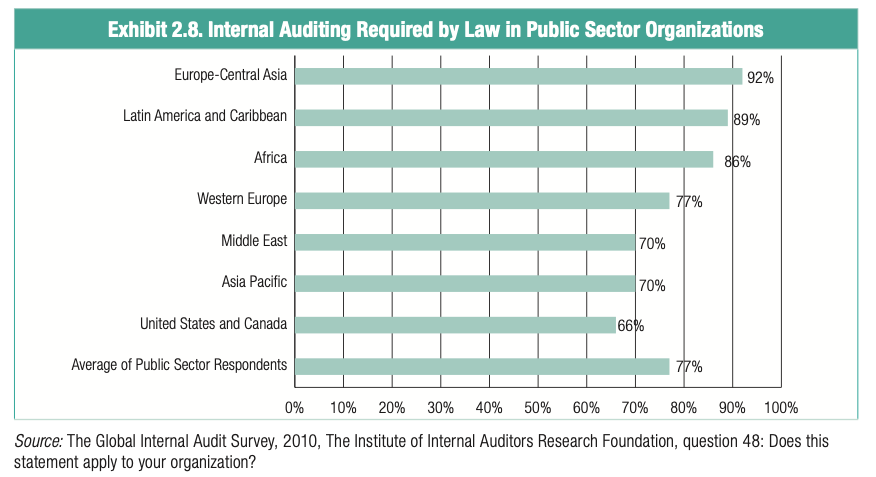 Exhibit 2.8. Internal Auditing Required by Law in Public Sector Organizations
Europe-Central Asia 92%
Latin America and Caribbean 89%
Africa 86%
Western Europe 77%
Middle East 70%
Asia Pacific 70%
United States and Canada 66%
Average of Public Sector Respondents 77%
0% 10% 20% 30% 40% 50% 60% 70% 80% 90% 100%
Source: The Global Internal Audit Survey, 2010, The Institute of Internal Auditors Research Foundation, question 48: Does this
statement apply to your organization?